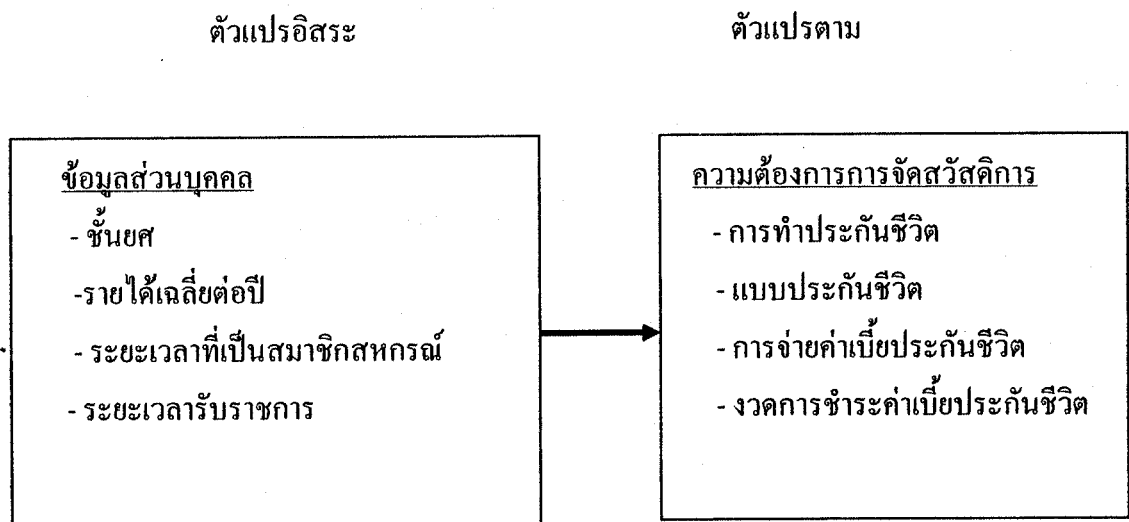 ตัวแปรอิสระ
ตัวแปรตาม
ข้อมูลส่วนบุคคล
- ชั้นยศ
-รายได้เฉลี่ยต่อปี
- ระยะเวลาที่เป็นสมาชิกสหกรณ์
- ระยะเวลารับราชการ
ความต้องการการจัดสวัสดิการ
- การทำประกันชีวิต
- แบบประกันชีวิต
- การจ่ายค่าเบี้ยประกันชีวิต
- งวดการชำระค่าเบี้ยประกันชีวิต